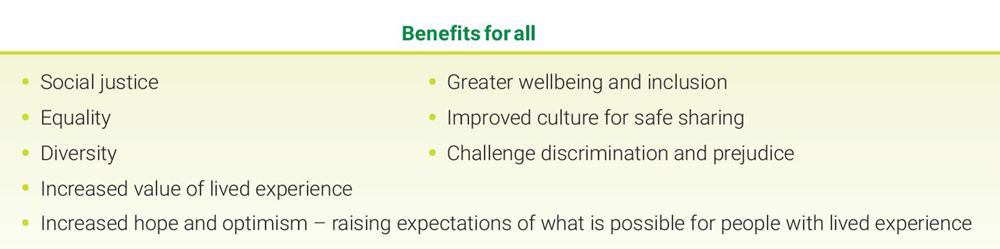 Benefits for all
• Social justice
• Equality
• Diversity
• Increased value of lived experience
• Greater wellbeing and inclusion
• Improved culture for safe sharing
• Challenge discrimination and prejudice
• Increased hope and optimism – raising expectations of what is possible for people with lived experience